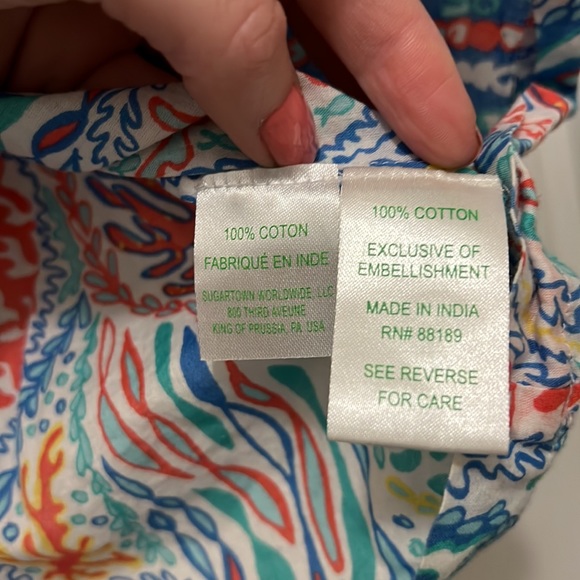 100% COTON
FABRIQUÉ EN INDE
SUGARTOWN WORLDWIDE, LLC
800 THIRD AVEUNE
KING OF PRUSSIA, PA USA
100% COTTON
EXCLUSIVE OF
EMBELLISHMENT
MADE IN INDIA
RN# 88189
SEE REVERSE
FOR CARE